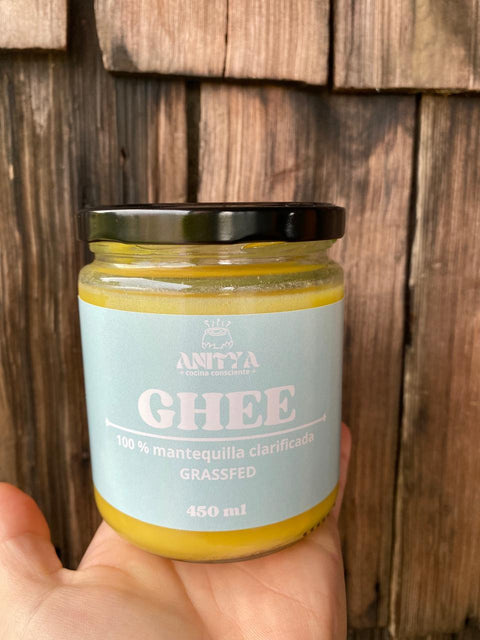 ANITYA
cocina consciente
GHEE
100 % mantequilla clarificada
GRASSFED
450 ml